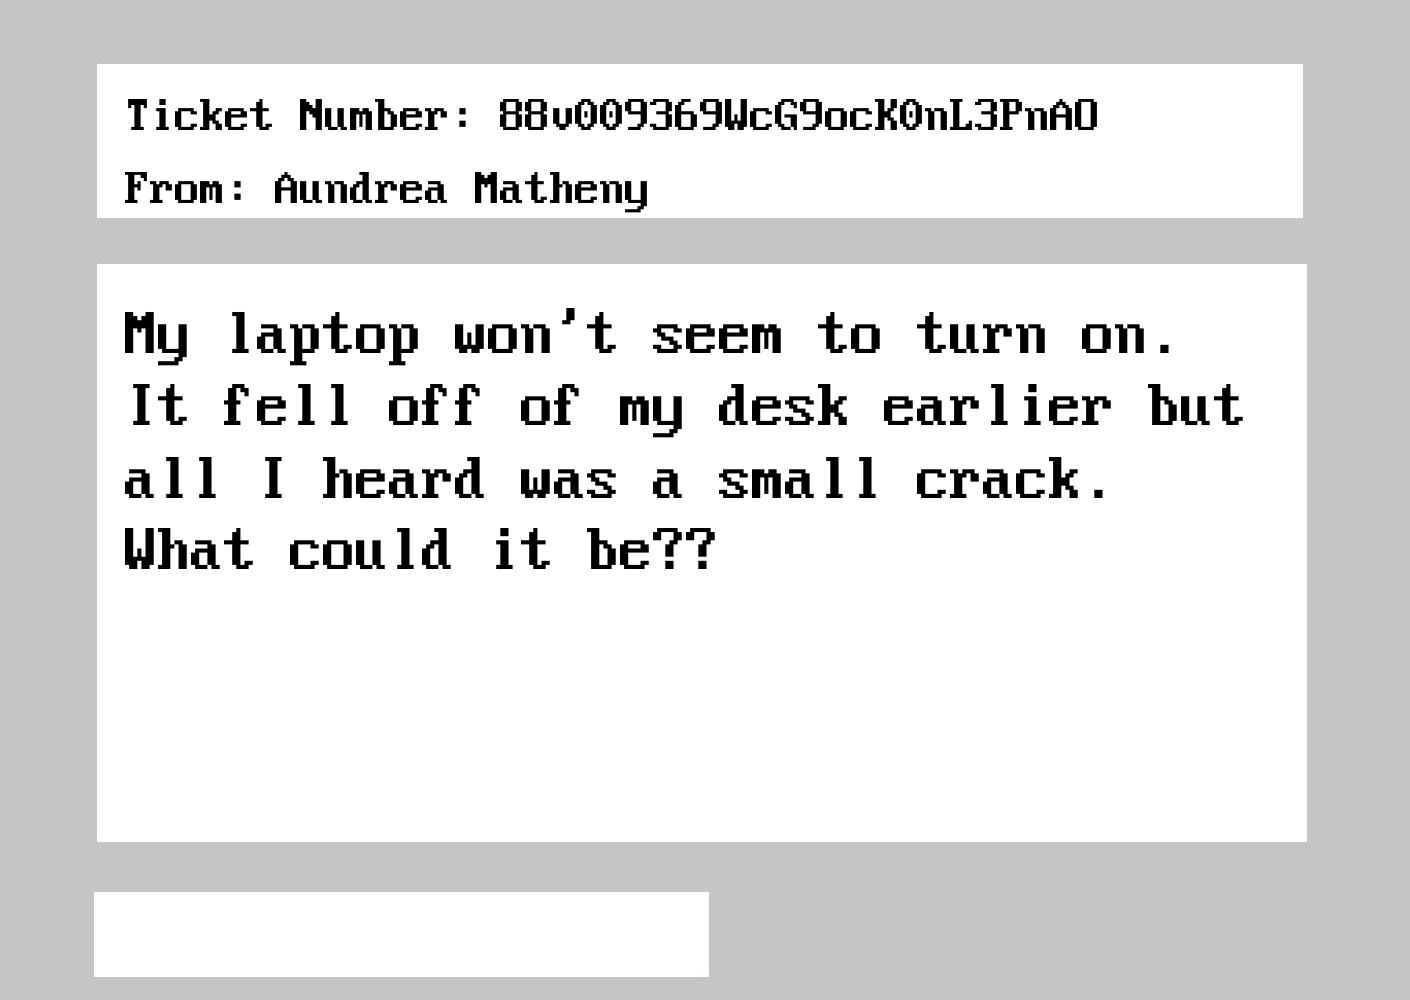 Ticket Number: 88v009369WcG9ocK0nL3PnAO
From: Aundrea Matheny
My laptop won't seem to turn on.
It fell off of my desk earlier but
all I heard was a small crack.
What could it be??